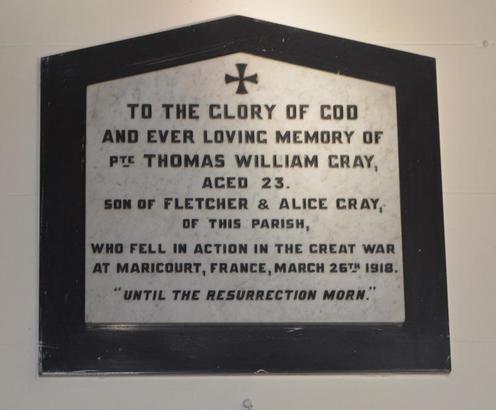 TO THE GLORY OF GOD
AND EVER LOVING MEMORY OF
PTE THOMAS WILLIAM GRAY,
AGED 23.
SON OF FLETCHER & ALICE GRAY,
OF THIS PARISH,
WHO FELL IN ACTION IN THE GREAT WAR
AT MARICOURT, FRANCE, MARCH 26TH 1918.
"UNTIL THE RESURRECTION MORN."